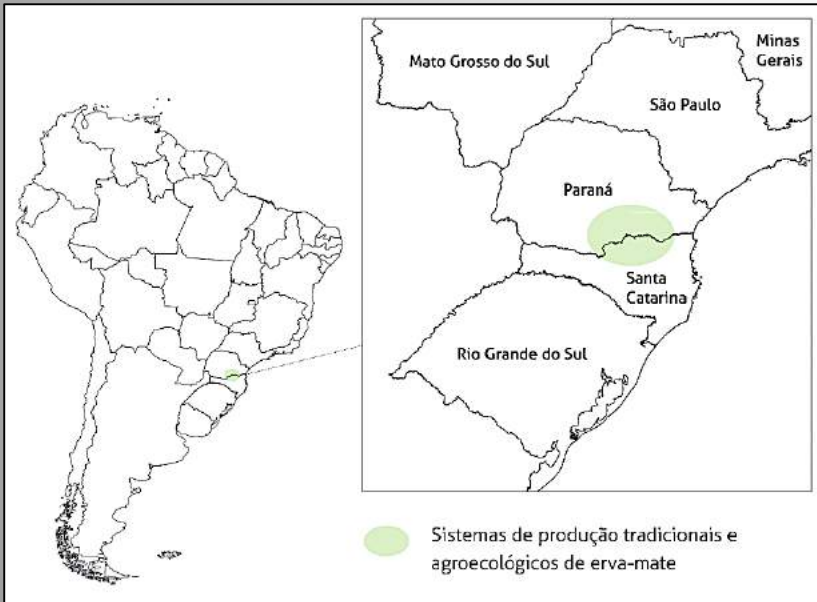 Mato Grosso do Sul
Minas
Gerais
São Paulo
Paraná
Santa
Catarina
Rio Grande do Sul
Sistemas de produção tradicionais e
agroecológicos de erva-mate